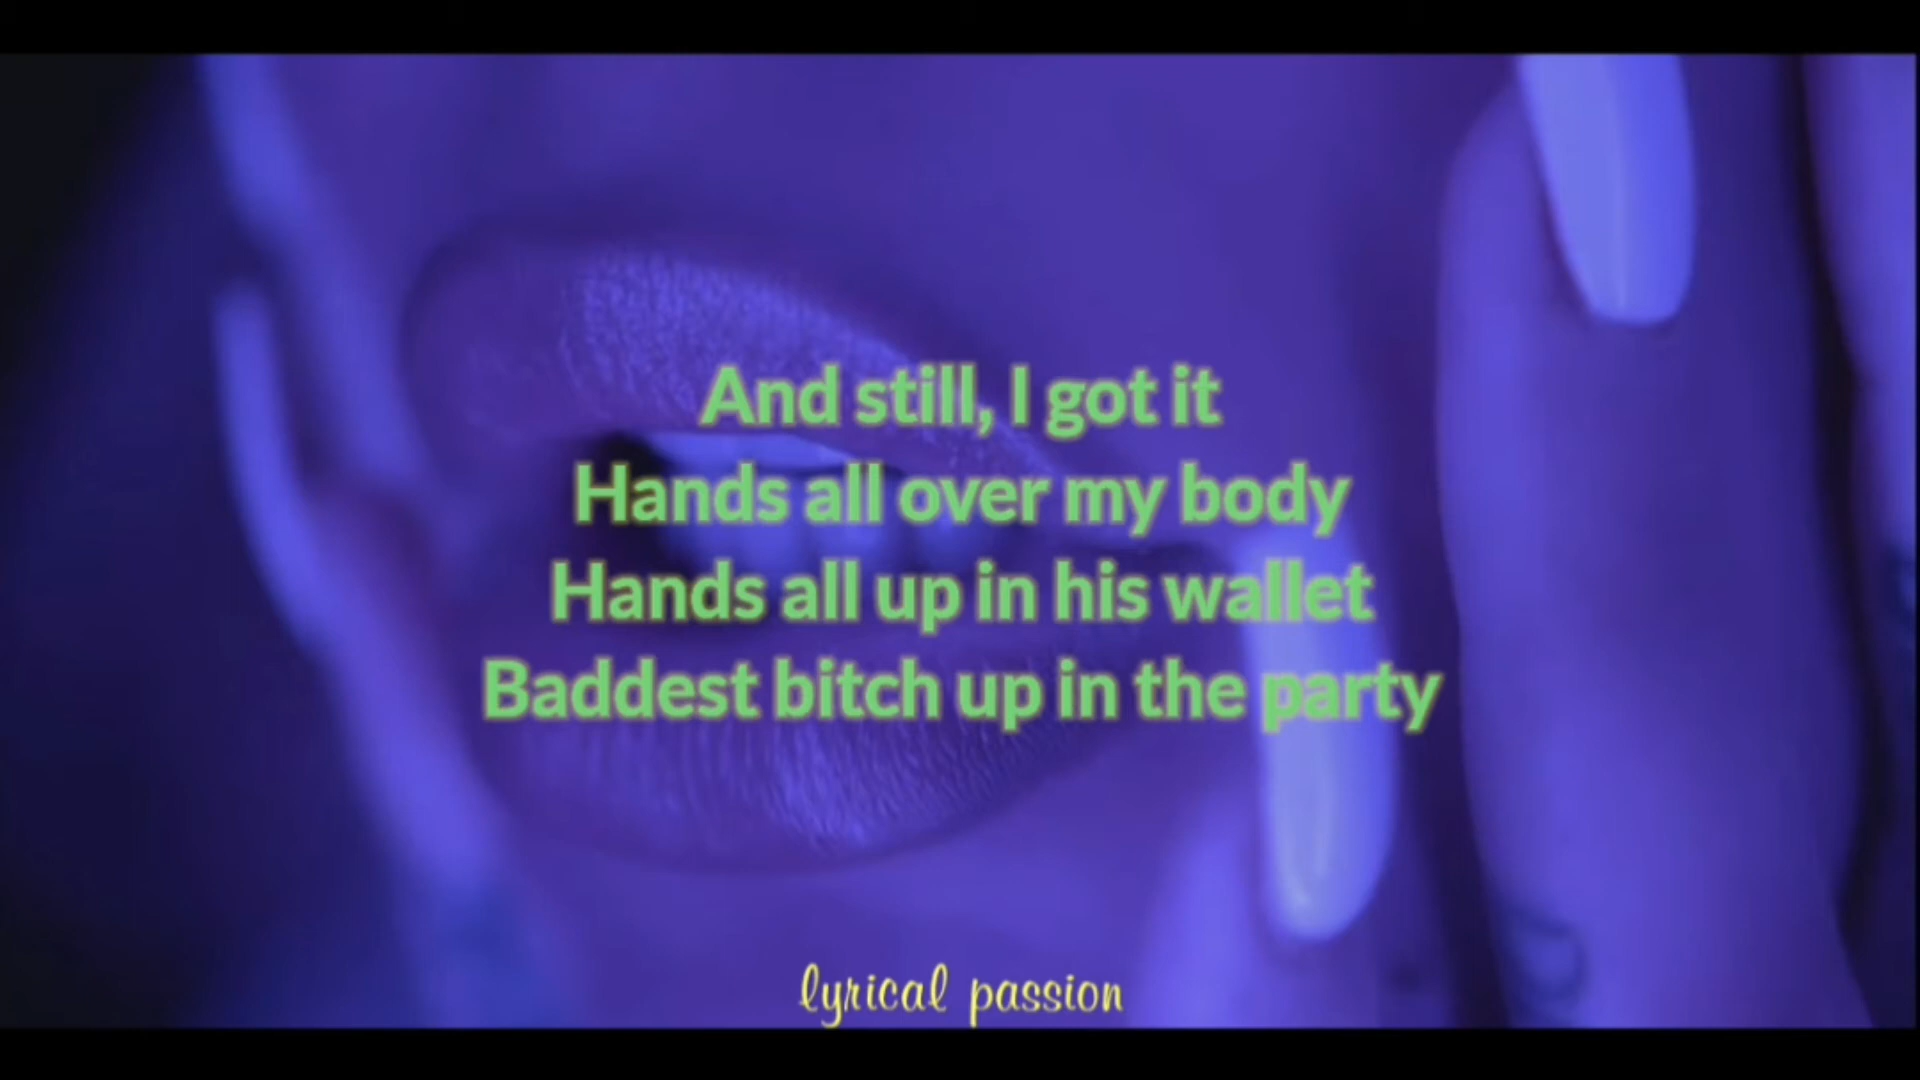 And still, I got it
Hands all over my body
Hands all up in his wallet
Baddest bitch up in the party
lyrical passion